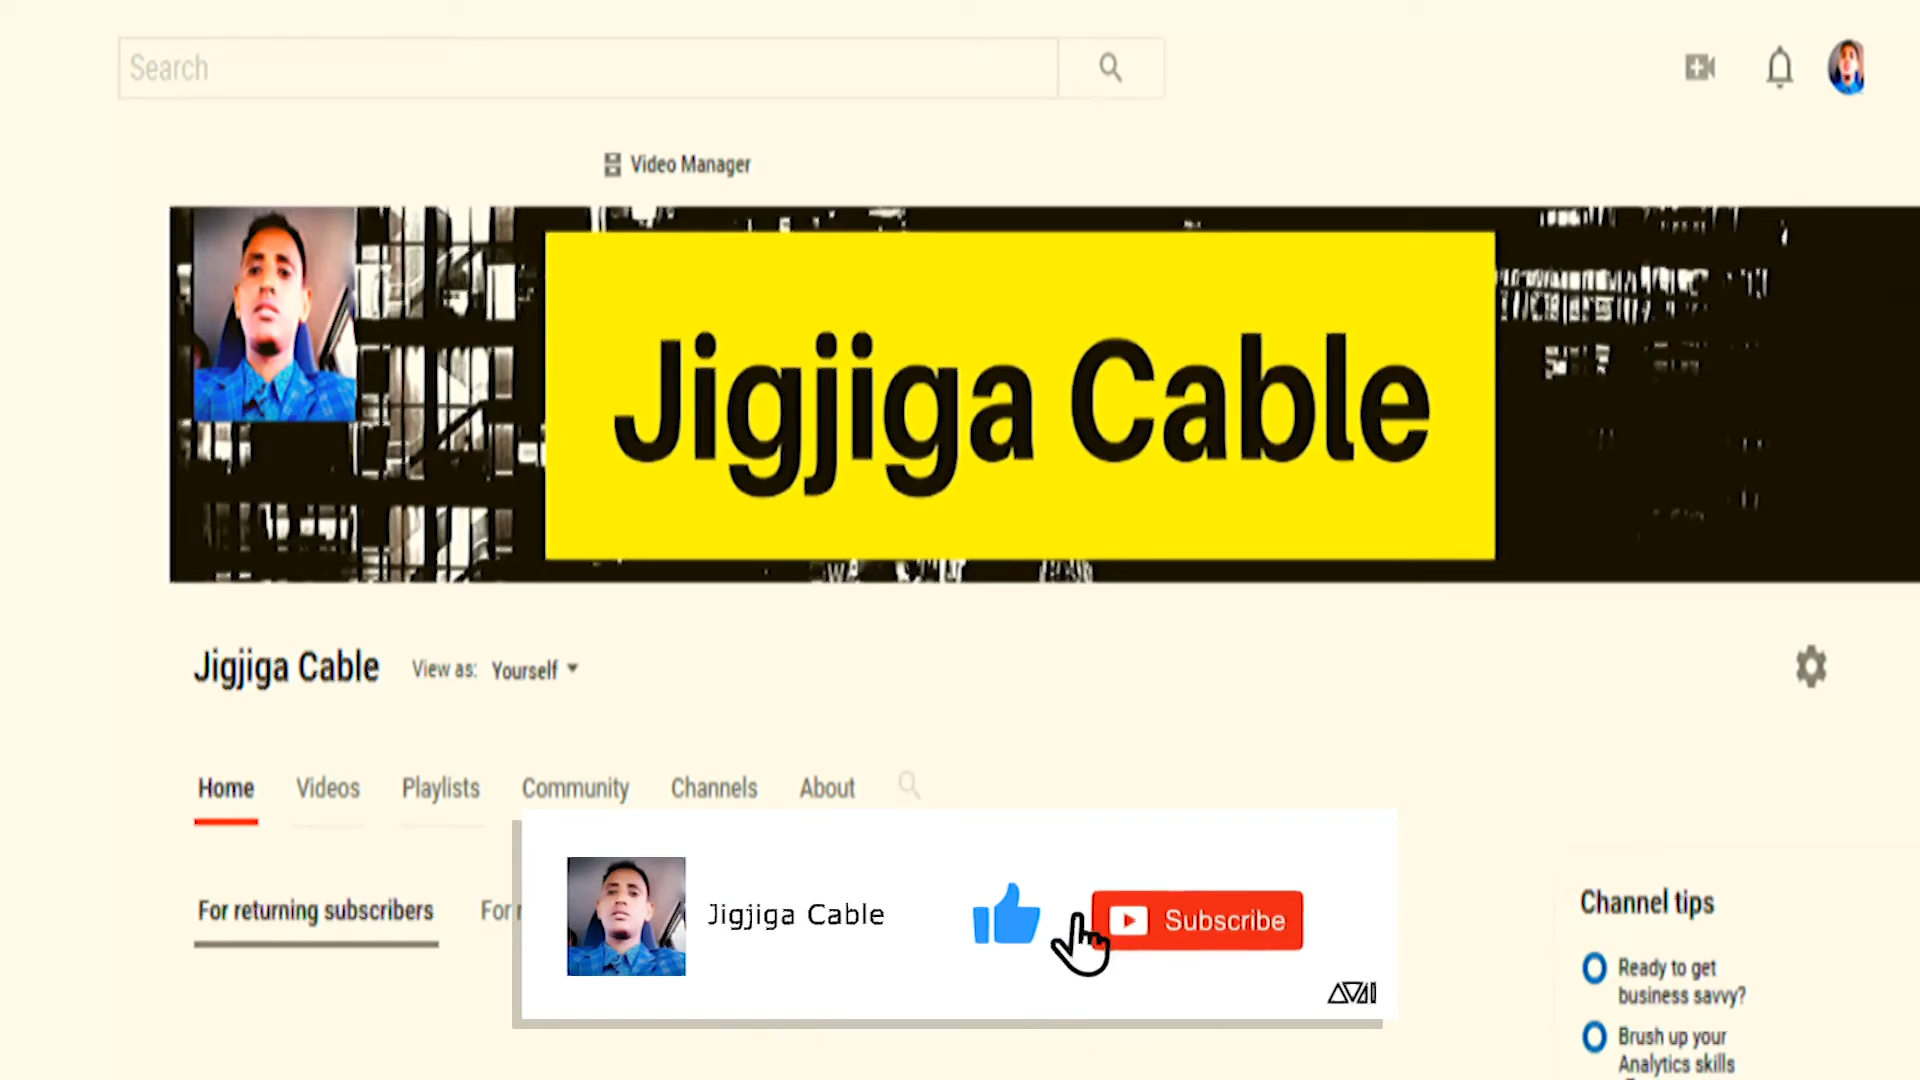 Search
Video Manager
Jigjiga Cable
Jigjiga Cable View as: Yourself
Home Videos Playlists Community Channels About
For returning subscribers For
Jigjiga Cable Subscribe
Channel tips
Ready to get
business savvy?
Brush up your
Analytics skills